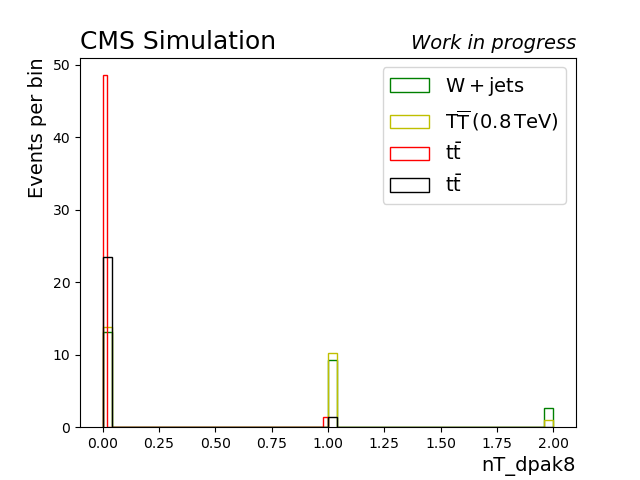 CMS Simulation Work in progress
Events per bin
50
40
30
20
10
0
W + jets
TT̅ (0.8 TeV)
tt̄
tt̄
0.00 0.25 0.50 0.75 1.00 1.25 1.50 1.75 2.00
nT_dpak8